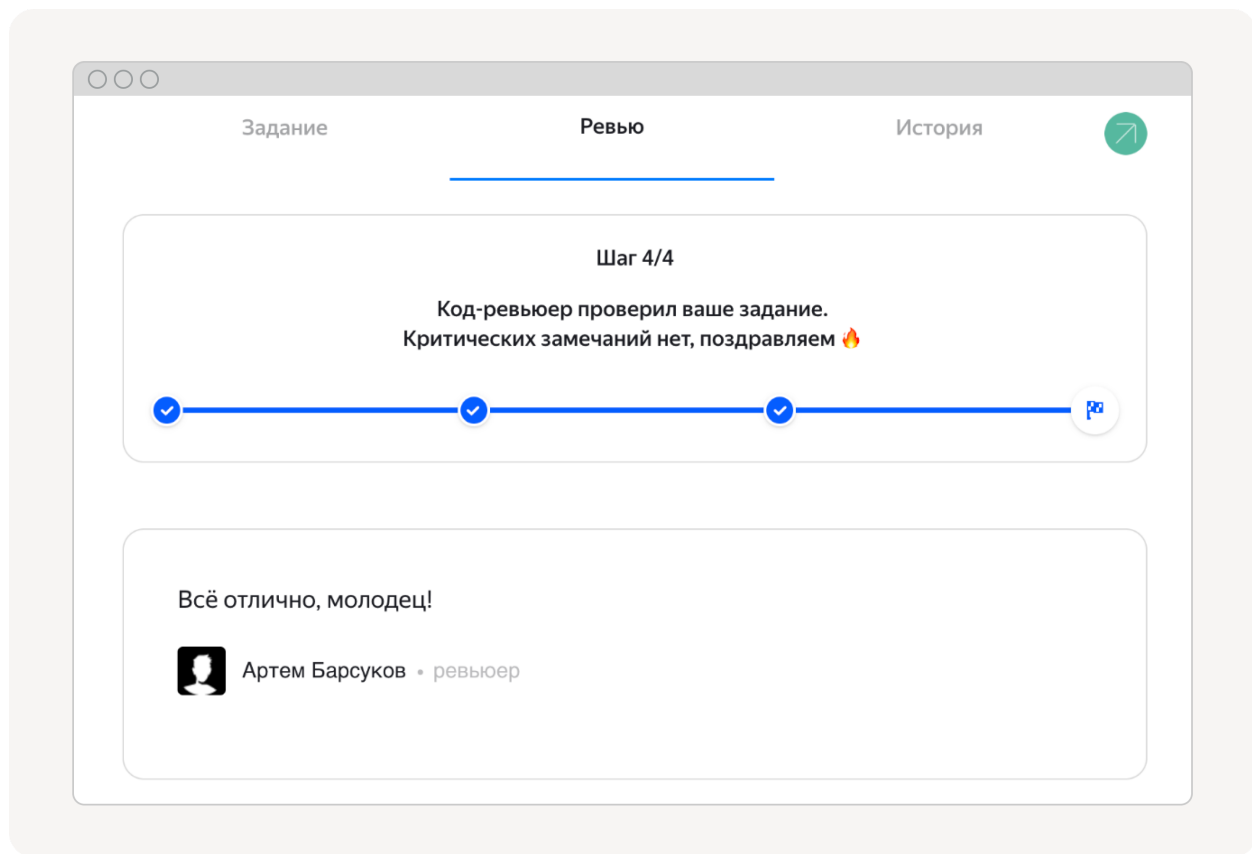 Задание
Ревью
История
Шаг 4/4
Код-ревьюер проверил ваше задание.
Критических замечаний нет, поздравляем 🔥
Всё отлично, молодец!
Артем Барсуков • ревьюер